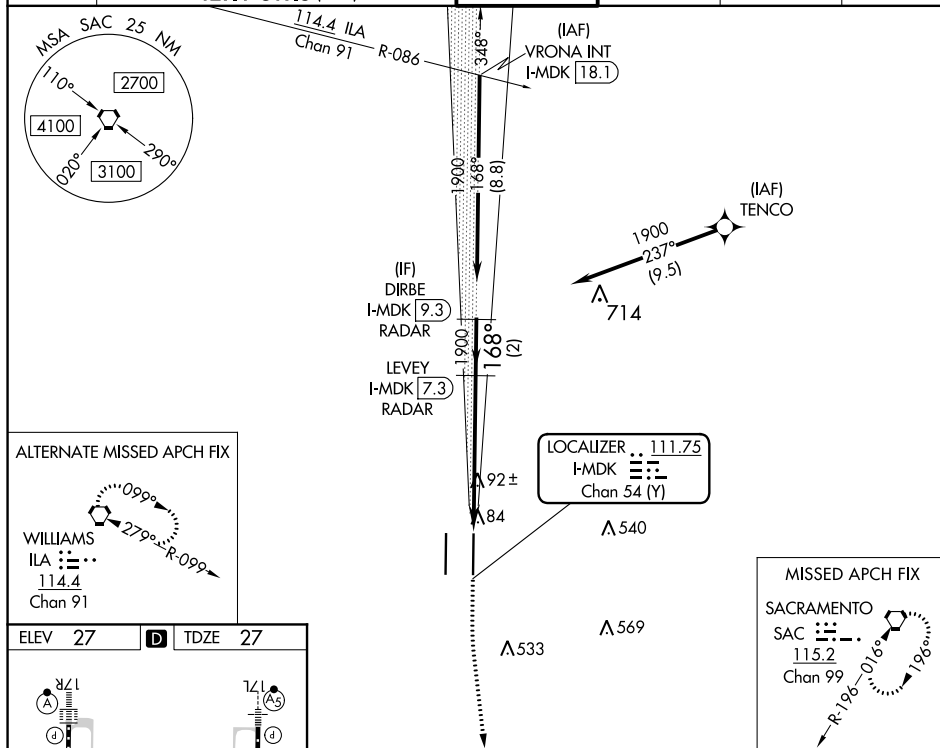 MSA SAC 25 NM
110°
2700
4100
020°
3100
290°
114.4 ILA
Chan 91
R-086
348°
(IAF)
VRONA INT
I-MDK 18.1
1900
168°
(8.8)
(IAF)
TENCO
1900
237°
(9.5)
714
(IF)
DIRBE
I-MDK 9.3
RADAR
1900
168°
(2)
LEVEY
I-MDK 7.3
RADAR
LOCALIZER 111.75
I-MDK
Chan 54 (Y)
92 ±
84
540
569
533
ALTERNATE MISSED APCH FIX
099°
279°
R-099
WILLIAMS
ILA
114.4
Chan 91
MISSED APCH FIX
SACRAMENTO
SAC
115.2
Chan 99
R-196
016°
196°
ELEV 27 D TDZE 27
17R
17L
A
A5
P
P